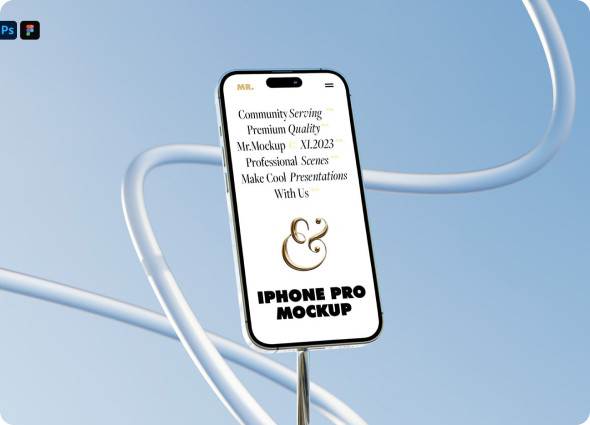 Ps
MR.
Community Serving
Premium Quality
Mr.Mockup & XI.2023
Professional Scenes
Make Cool Presentations
With Us
&
IPHONE PRO
MOCKUP